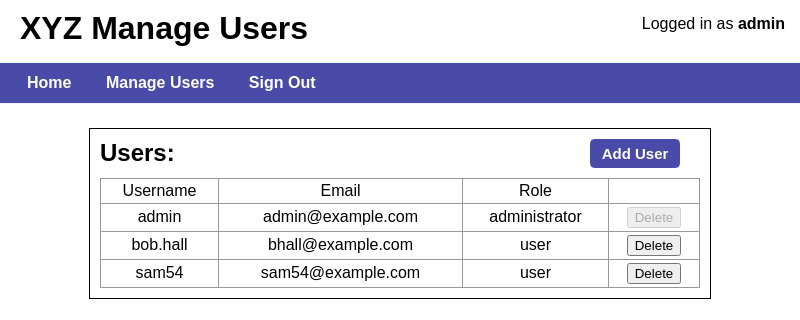 XYZ Manage Users
Logged in as admin
Home Manage Users Sign Out
Users:
Add User
Username Email Role
admin admin@example.com administrator Delete
bob.hall bhall@example.com user Delete
sam54 sam54@example.com user Delete